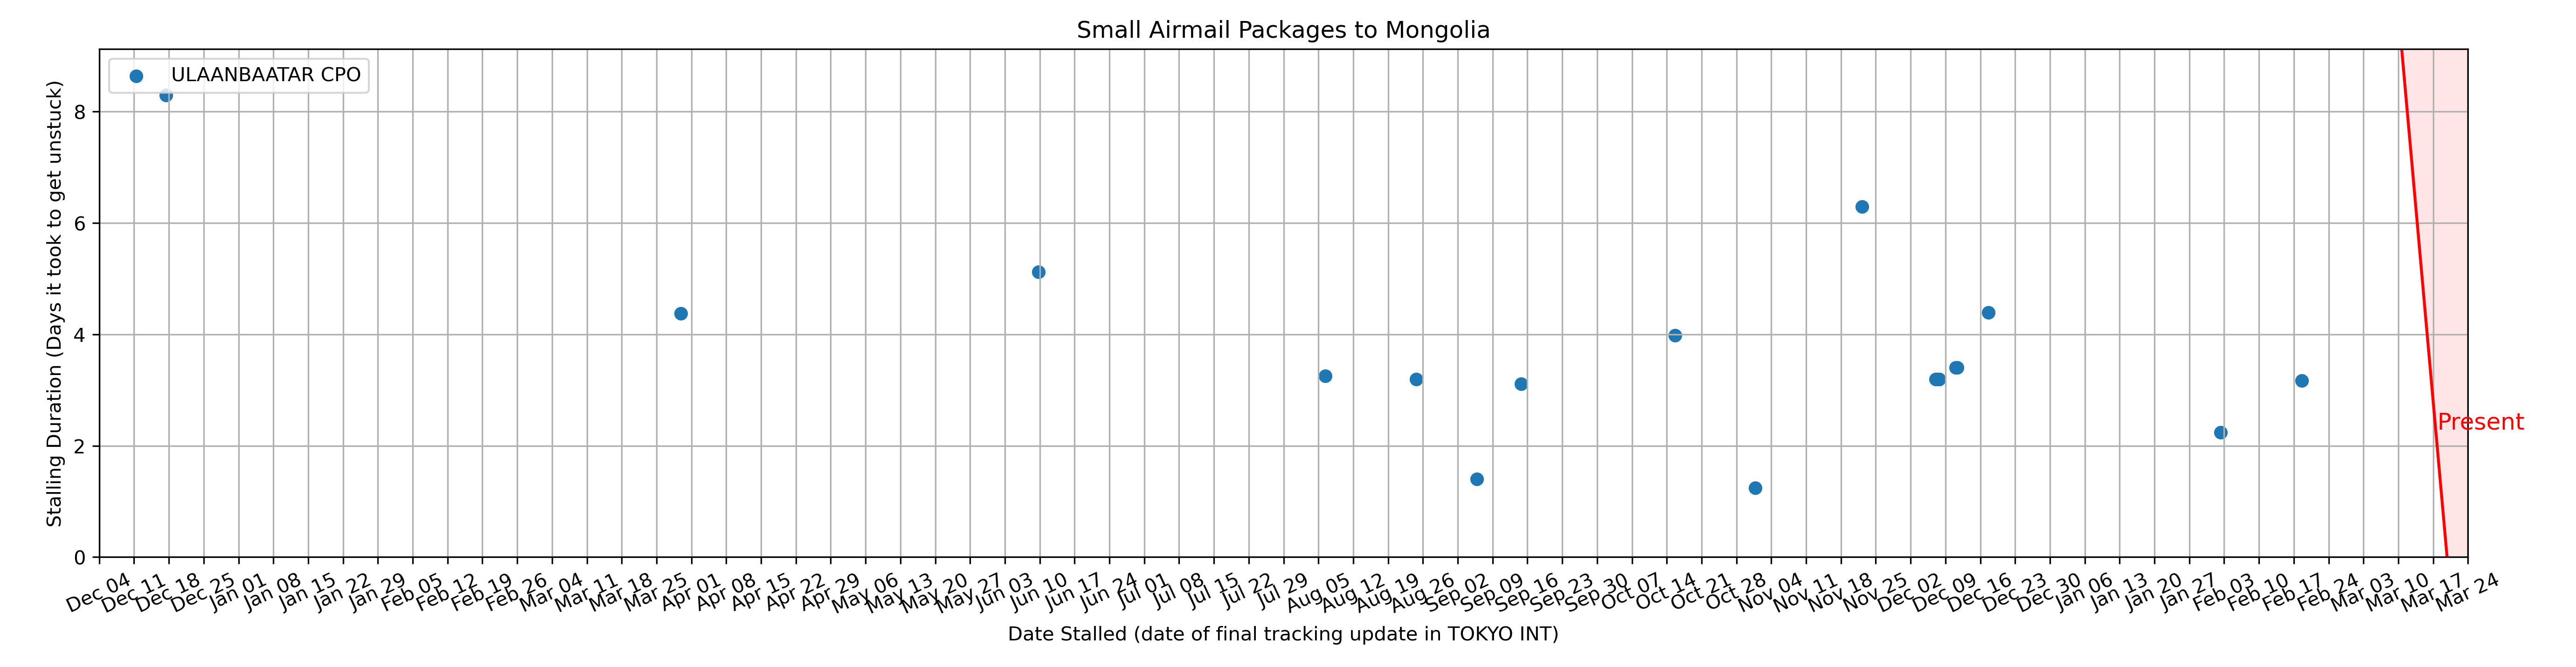 Small Airmail Packages to Mongolia
ULAANBAATAR CPO
Stalling Duration (Days it took to get unstuck)
8
6
4
2
0
Present
Dec 04
Dec 11
Dec 18
Dec 25
Jan 01
Jan 08
Jan 15
Jan 22
Jan 29
Feb 05
Feb 12
Feb 19
Feb 26
Mar 04
Mar 11
Mar 18
Mar 25
Apr 01
Apr 08
Apr 15
Apr 22
Apr 29
May 06
May 13
May 20
May 27
Jun 03
Jun 10
Jun 17
Jun 24
Jul 01
Jul 08
Jul 15
Jul 22
Jul 29
Aug 05
Aug 12
Aug 19
Aug 26
Sep 02
Sep 09
Sep 16
Sep 23
Sep 30
Oct 07
Oct 14
Oct 21
Oct 28
Nov 04
Nov 11
Nov 18
Nov 25
Dec 02
Dec 09
Dec 16
Dec 23
Dec 30
Jan 06
Jan 13
Jan 20
Jan 27
Feb 03
Feb 10
Feb 17
Feb 24
Mar 03
Mar 10
Mar 17
Mar 24
Date Stalled (date of final tracking update in TOKYO INT)